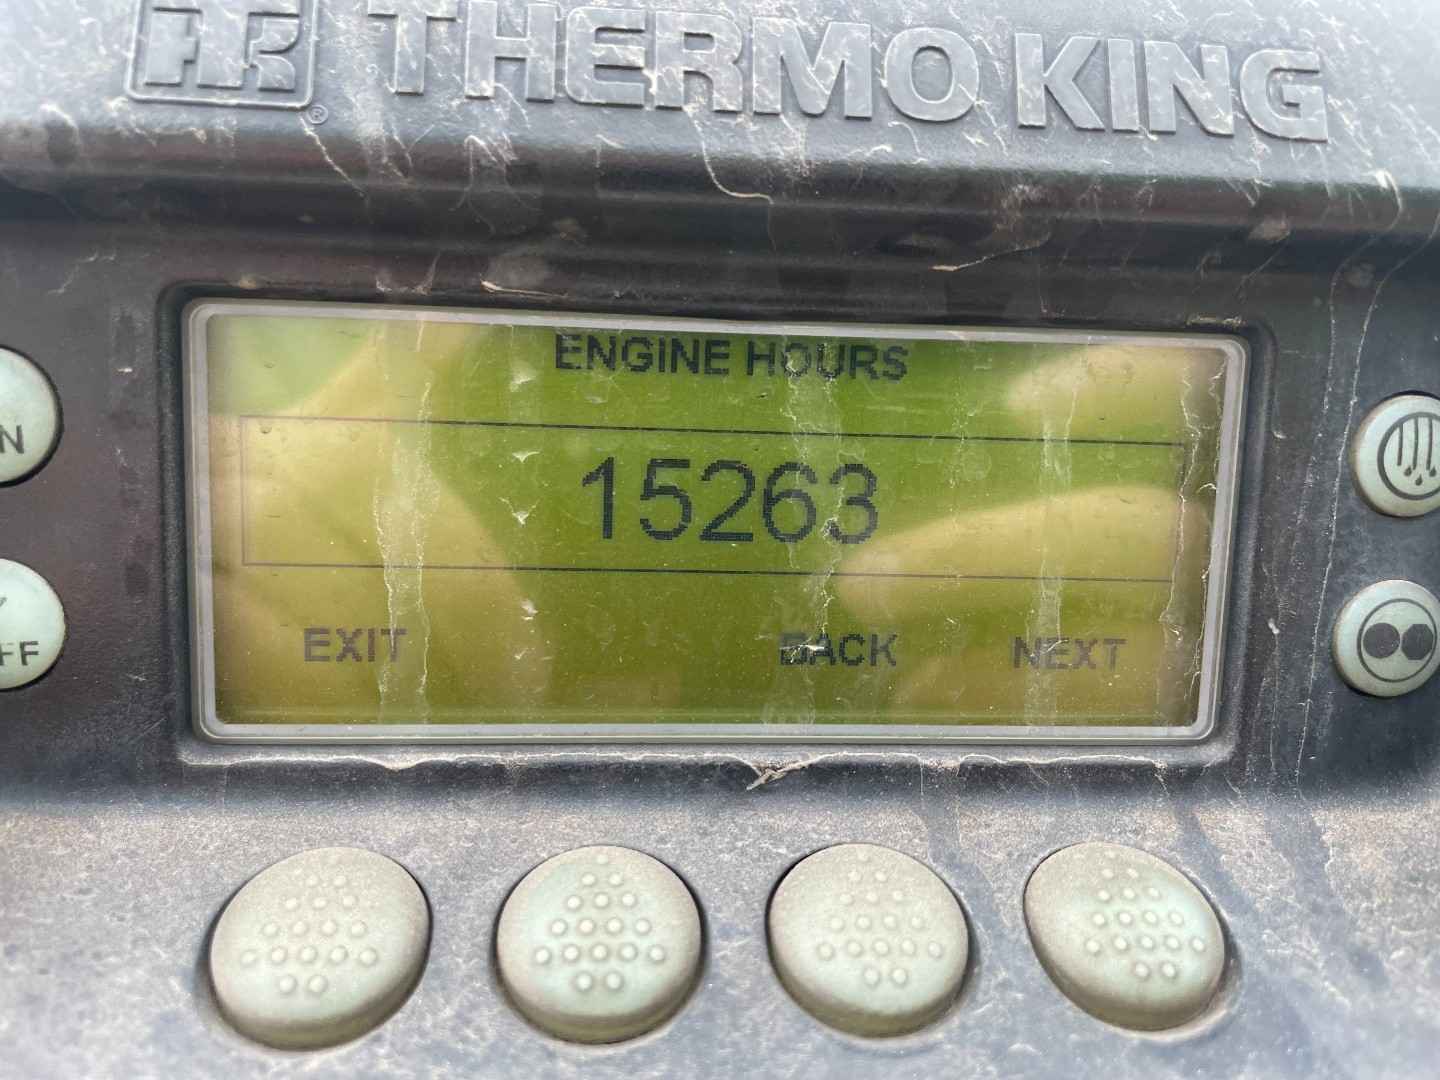 THERMO KING
®
ENGINE HOURS
15263
EXIT BACK NEXT